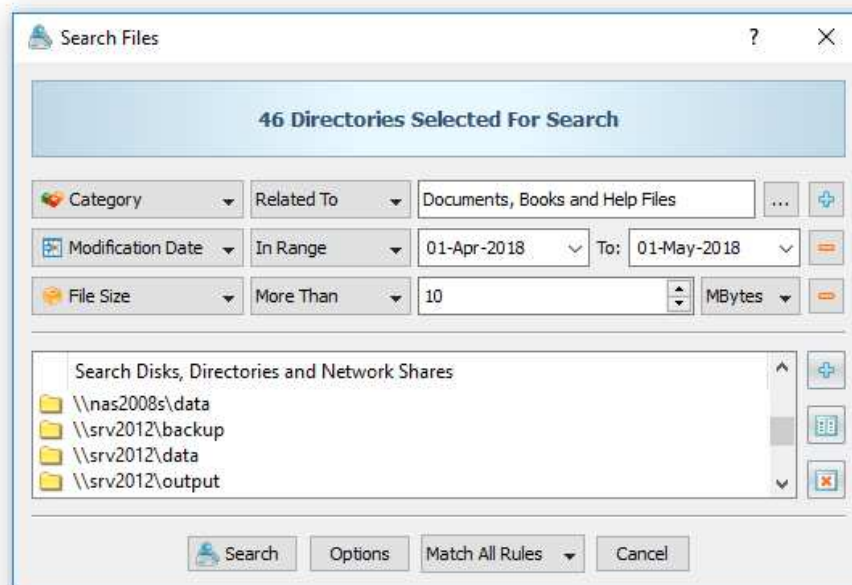 Search Files ?
46 Directories Selected For Search
Category Related To Documents, Books and Help Files ...
Modification Date In Range 01-Apr-2018 To: 01-May-2018
File Size More Than 10 MBytes
Search Disks, Directories and Network Shares
\\nas2008s\data
\\srv2012\backup
\\srv2012\data
\\srv2012\output
Search Options Match All Rules Cancel